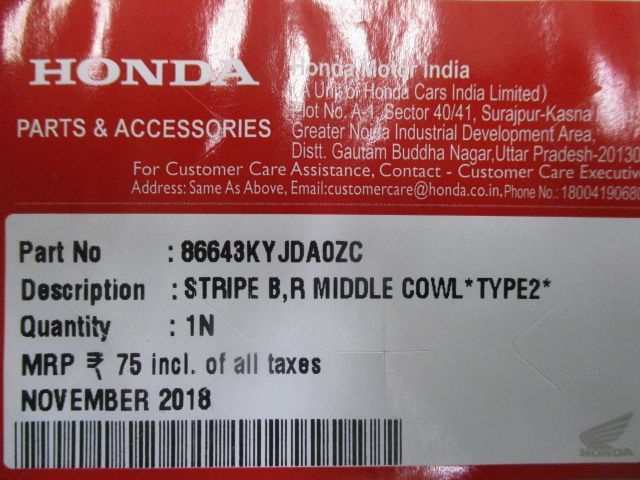 HONDA
PARTS & ACCESSORIES
Honda Motor India
(A Unit of Honda Cars India Limited)
Plot No. A-1, Sector 40/41, Surajpur-Kasna
Greater Noida Industrial Development Area,
Distt. Gautam Buddha Nagar, Uttar Pradesh-20130
For Customer Care Assistance, Contact - Customer Care Executive
Address: Same As Above, Email:customercare@honda.co.in, Phone No.: 1800419068
Part No : 86643KYJDA0ZC
Description : STRIPE B,R MIDDLE COWL*TYPE2*
Quantity : 1N
MRP ₹ 75 incl. of all taxes
NOVEMBER 2018
HONDA